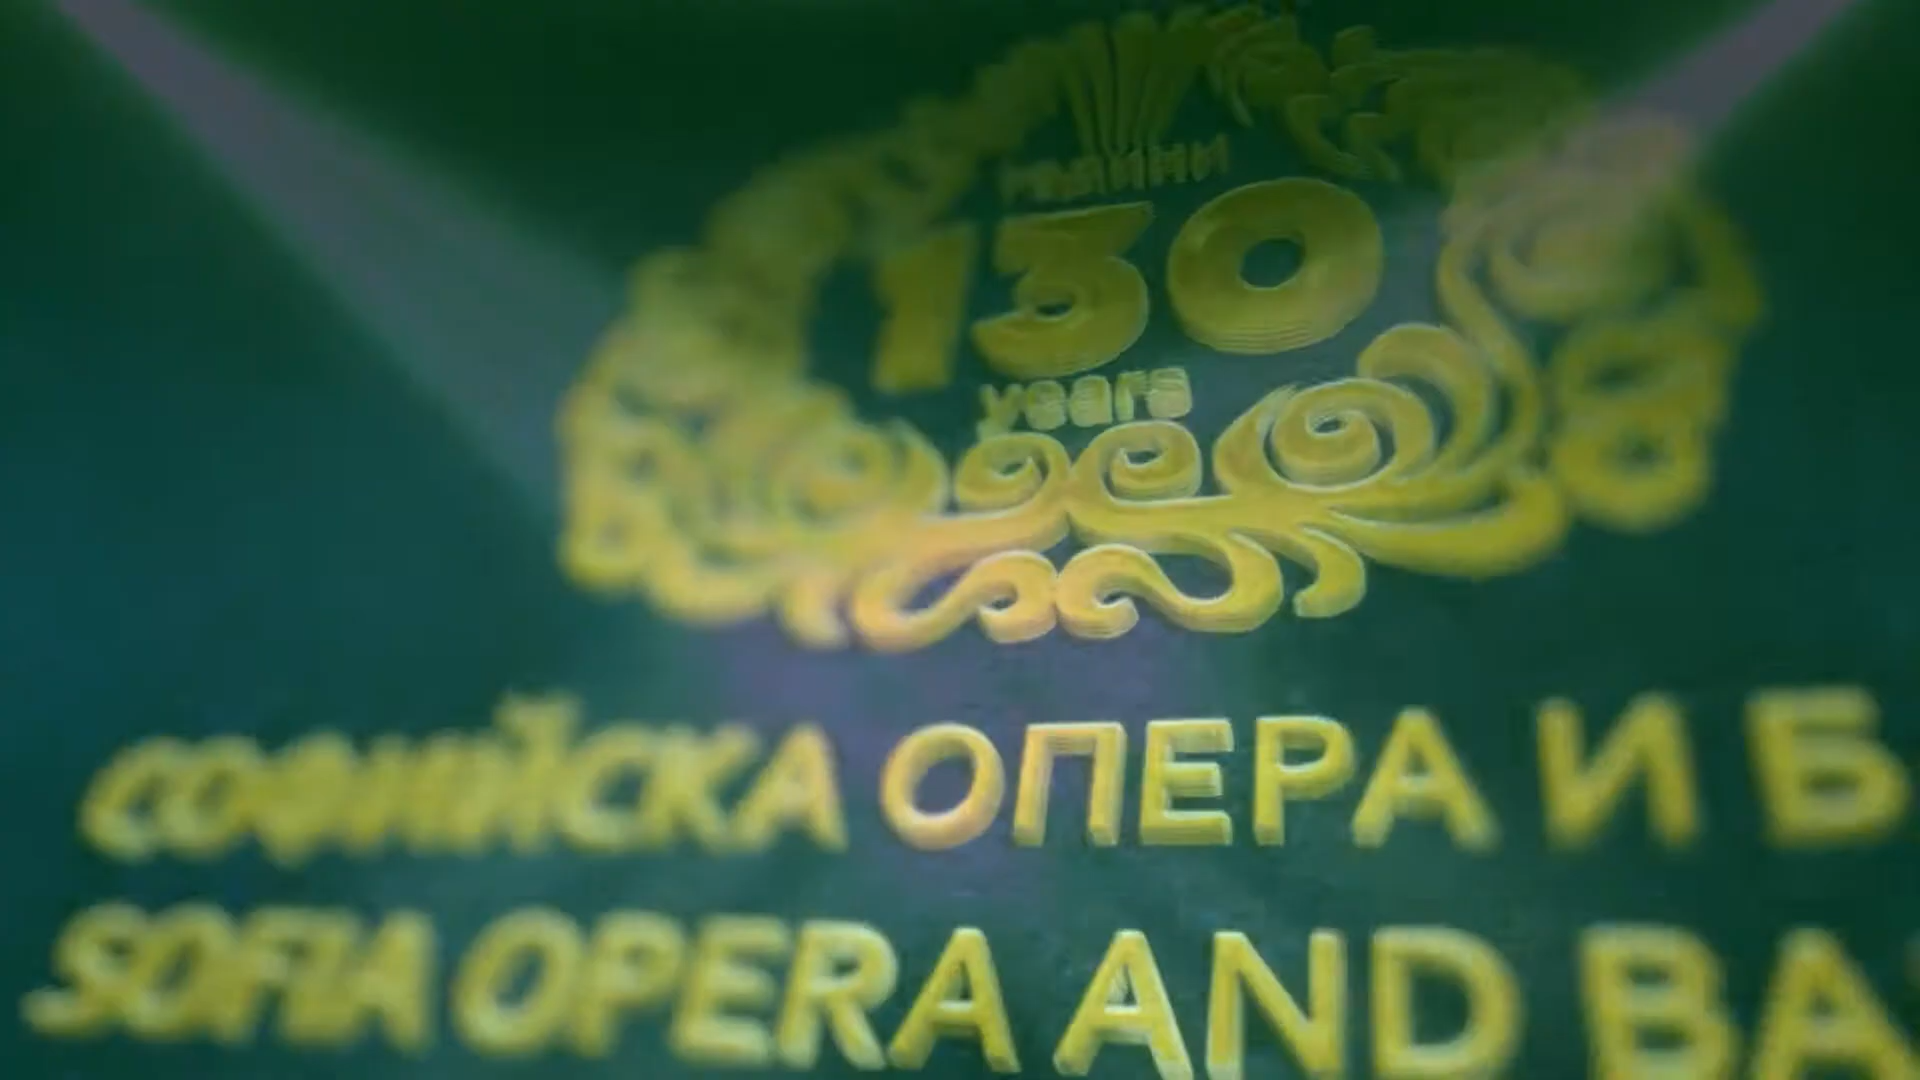 години
130
years
СОФИЙСКА ОПЕРА И Б
SOFIA OPERA AND BA